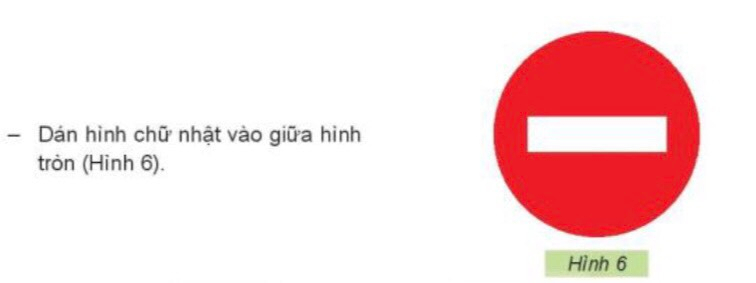 – Dán hình chữ nhật vào giữa hình
tròn (Hình 6).
Hình 6